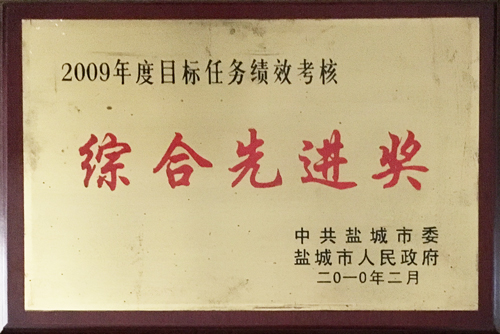 2009年度目标任务绩效考核
综合先进奖
中共盐城市委
盐城市人民政府
二〇一〇年二月